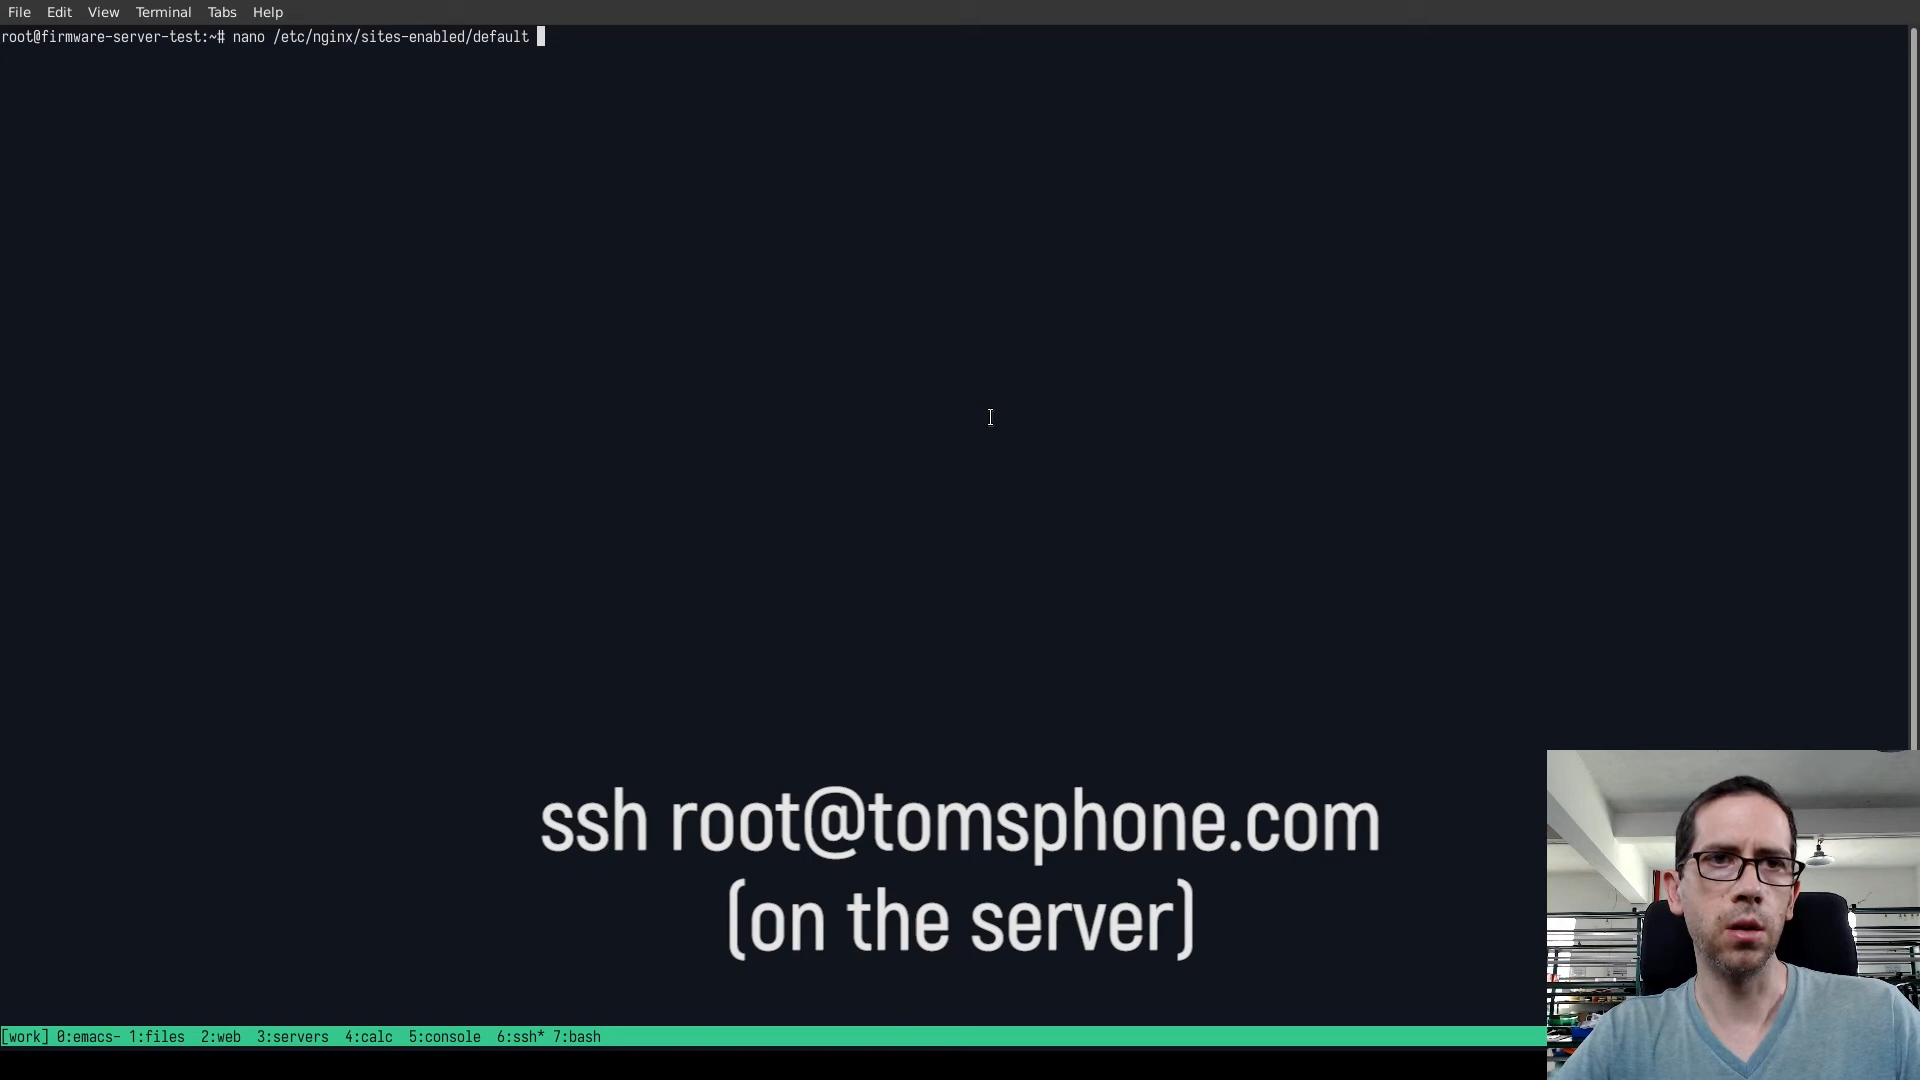 File Edit View Terminal Tabs Help
root@firmware-server-test:~# nano /etc/nginx/sites-enabled/default
ssh root@tomsphone.com
(on the server)
[work] 0:emacs- 1:files 2:web 3:servers 4:calc 5:console 6:ssh* 7:bash